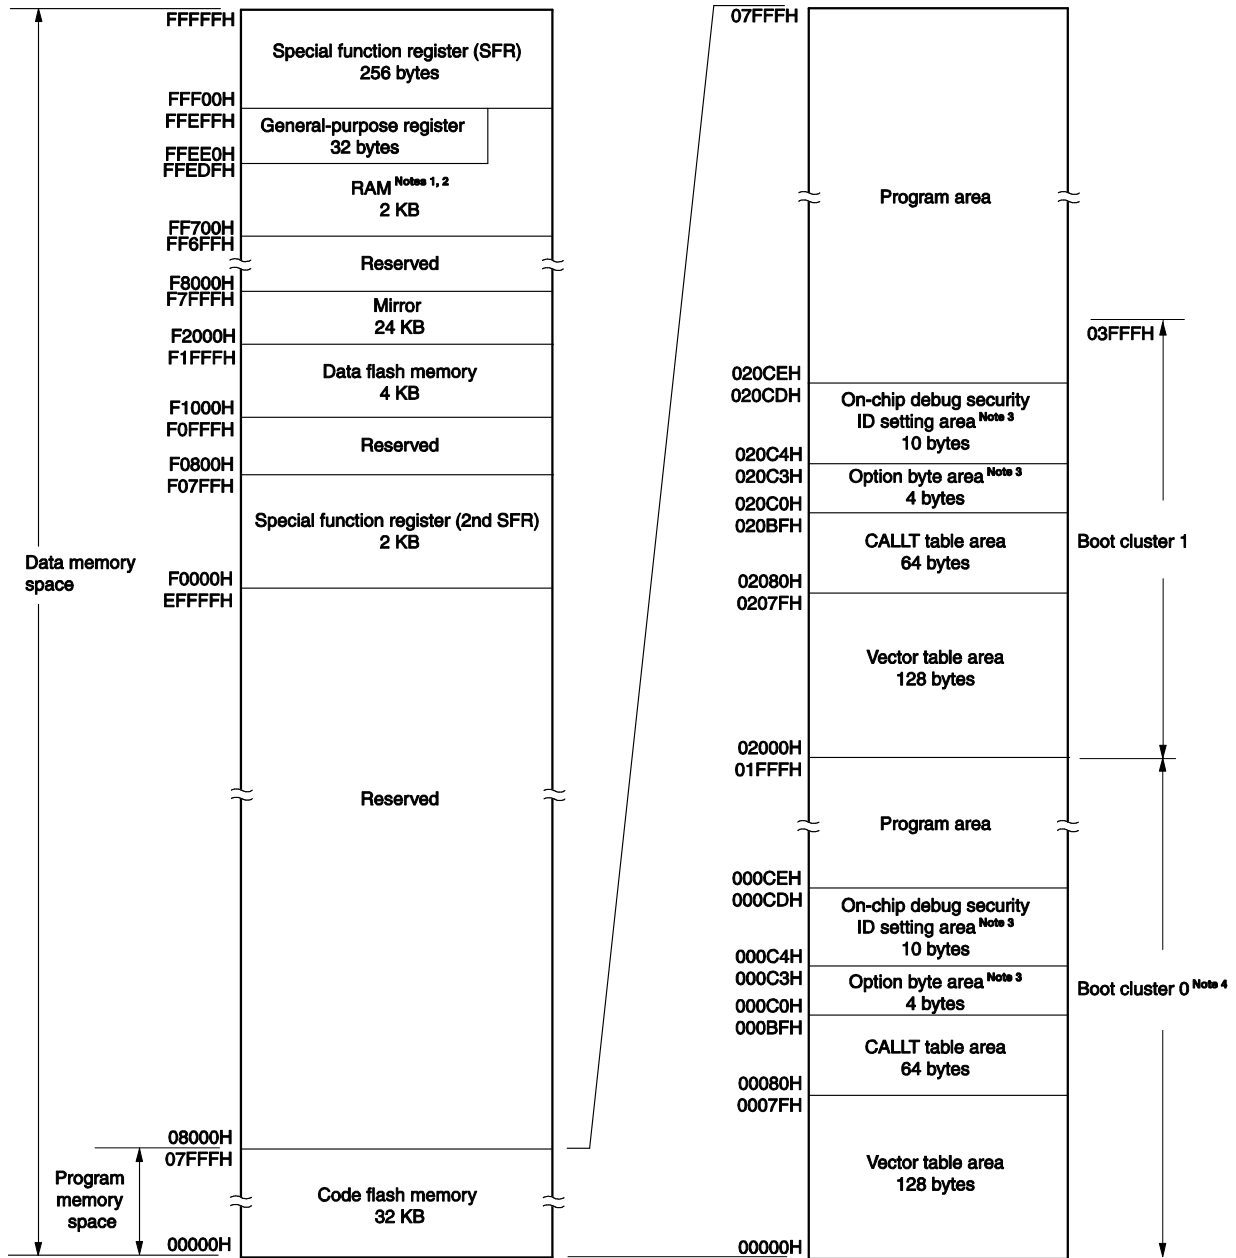 FFFFFH
Special function register (SFR)
256 bytes
FFF00H
FFEFFH
General-purpose register
32 bytes
FFEE0H
FFEDFH
RAM Notes 1, 2
2 KB
FF700H
FF6FFH
Reserved
F8000H
F7FFFH
Mirror
24 KB
F2000H
F1FFFH
Data flash memory
4 KB
F1000H
F0FFFH
Reserved
F0800H
F07FFH
Special function register (2nd SFR)
2 KB
Data memory
space
F0000H
EFFFFH
Reserved
08000H
07FFFH
Program
memory
space
Code flash memory
32 KB
00000H
07FFFH
Program area
03FFFH
020CEH
020CDH
On-chip debug security
ID setting area Note 3
10 bytes
020C4H
020C3H
Option byte area Note 3
4 bytes
020C0H
020BFH
CALLT table area
64 bytes
Boot cluster 1
02080H
0207FH
Vector table area
128 bytes
02000H
01FFFH
Program area
000CEH
000CDH
On-chip debug security
ID setting area Note 3
10 bytes
000C4H
000C3H
Option byte area Note 3
4 bytes
Boot cluster 0 Note 4
000C0H
000BFH
CALLT table area
64 bytes
00080H
0007FH
Vector table area
128 bytes
00000H